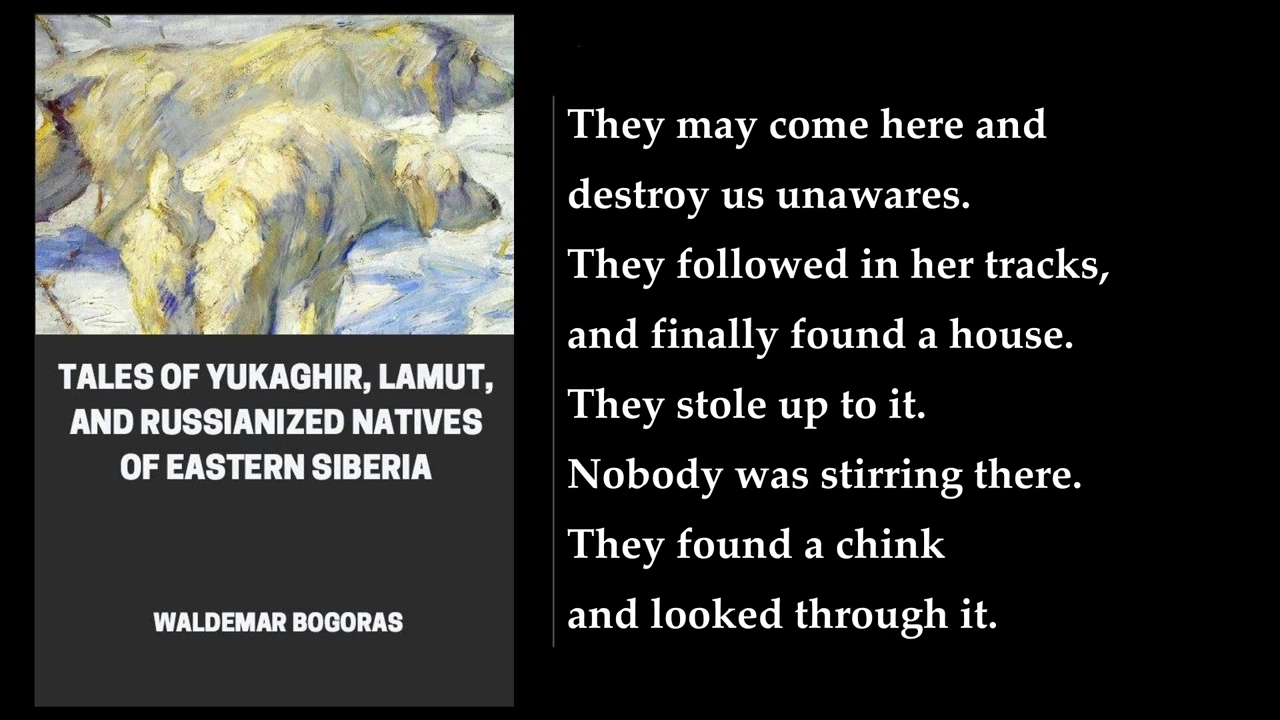 TALES OF YUKAGHIR, LAMUT,
AND RUSSIANIZED NATIVES
OF EASTERN SIBERIA
WALDEMAR BOGORAS
They may come here and
destroy us unawares.
They followed in her tracks,
and finally found a house.
They stole up to it.
Nobody was stirring there.
They found a chink
and looked through it.